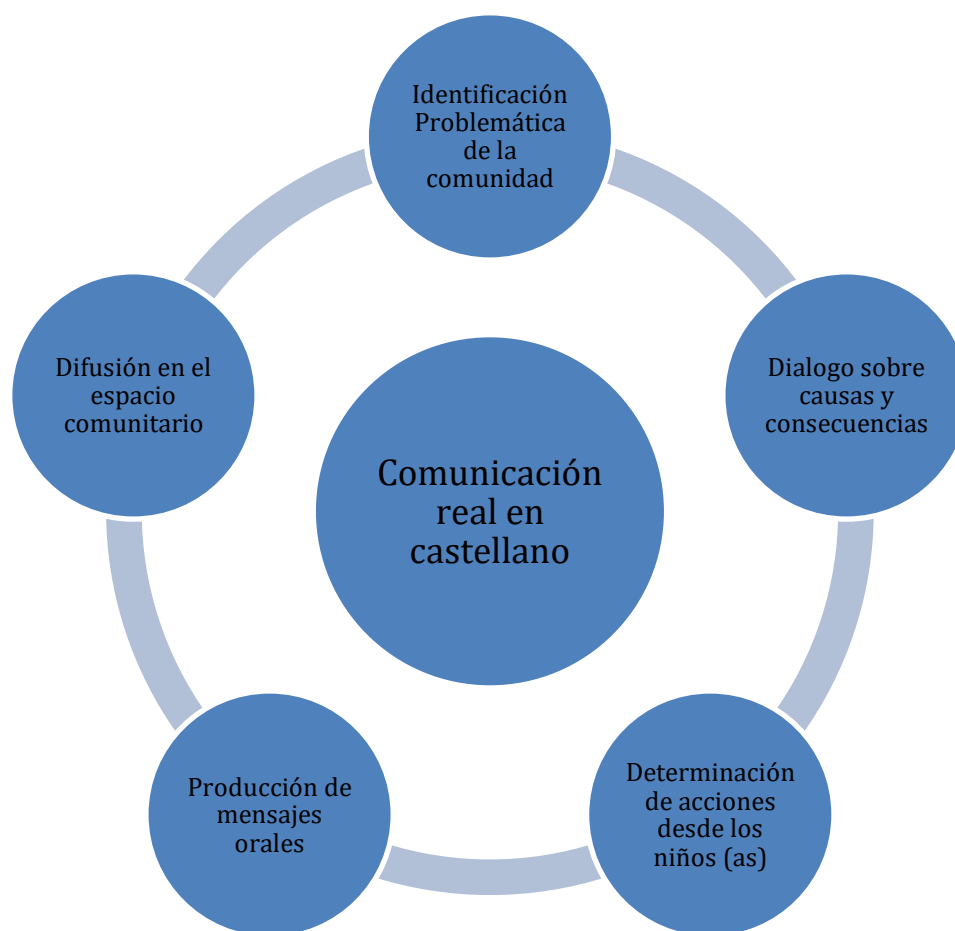 Identificación
Problemática
de la
comunidad
Dialogo sobre
causas y
consecuencias
Determinación
de acciones
desde los
niños (as)
Producción de
mensajes
orales
Difusión en el
espacio
comunitario
Comunicación
real en
castellano